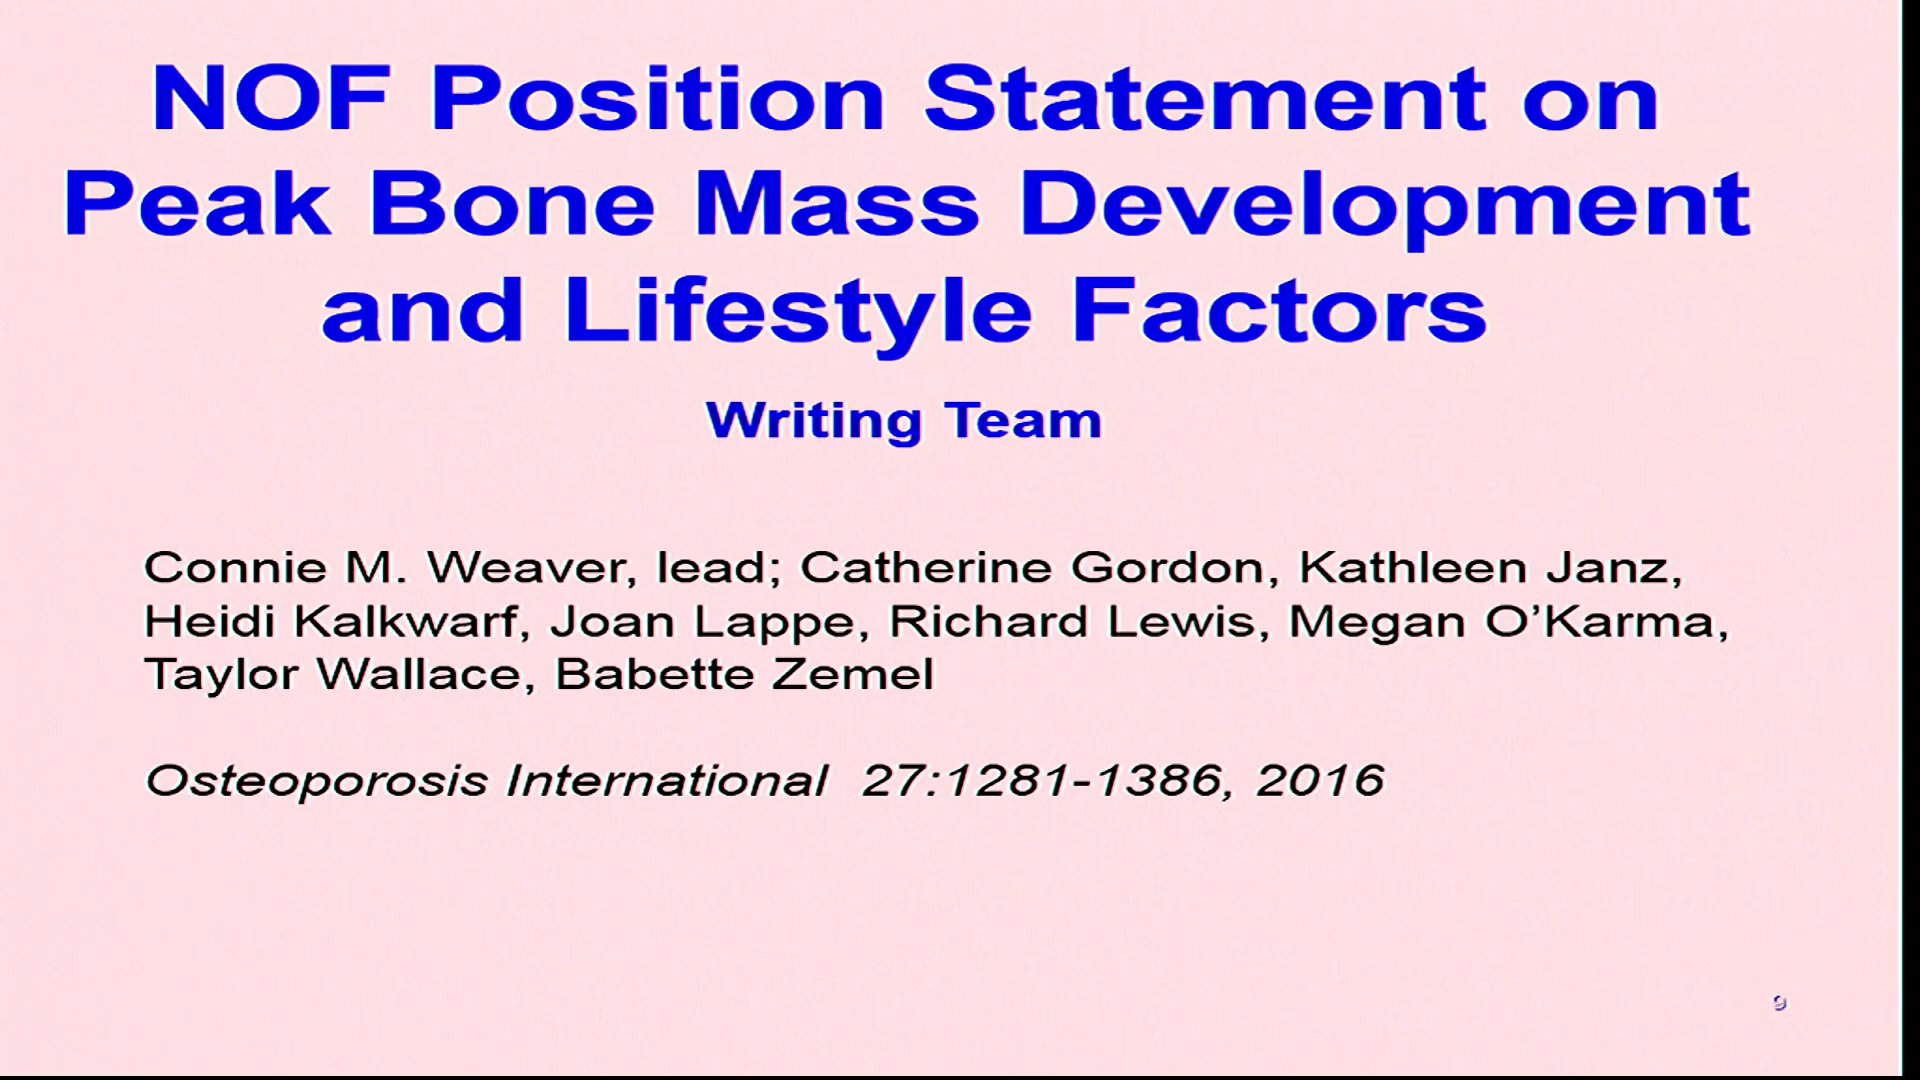 NOF Position Statement on
Peak Bone Mass Development
and Lifestyle Factors
Writing Team
Connie M. Weaver, lead; Catherine Gordon, Kathleen Janz,
Heidi Kalkwarf, Joan Lappe, Richard Lewis, Megan O’Karma,
Taylor Wallace, Babette Zemel
Osteoporosis International  27:1281-1386, 2016
9